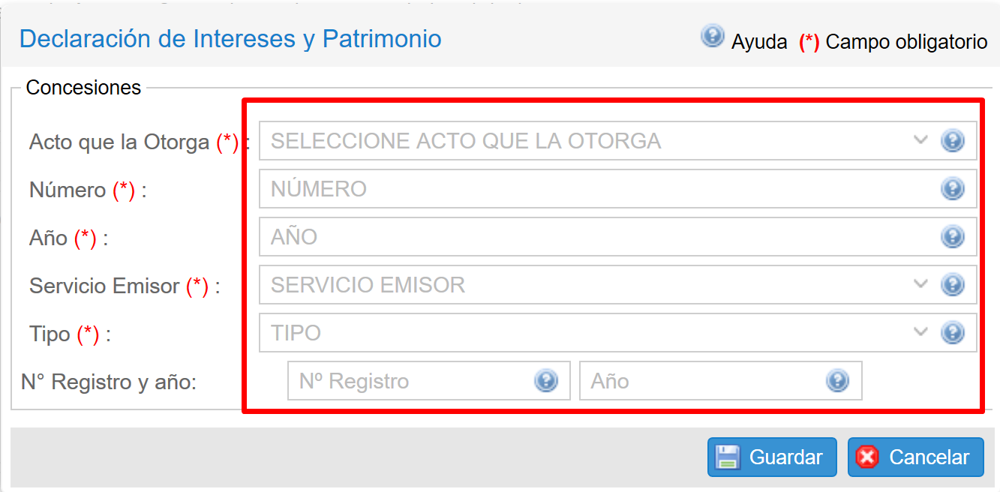 Declaración de Intereses y Patrimonio Ayuda (*) Campo obligatorio
Concesiones
Acto que la Otorga (*) : SELECCIONE ACTO QUE LA OTORGA
Número (*) : NÚMERO
Año (*) : AÑO
Servicio Emisor (*) : SERVICIO EMISOR
Tipo (*) : TIPO
N° Registro y año: Nº Registro Año
Guardar Cancelar